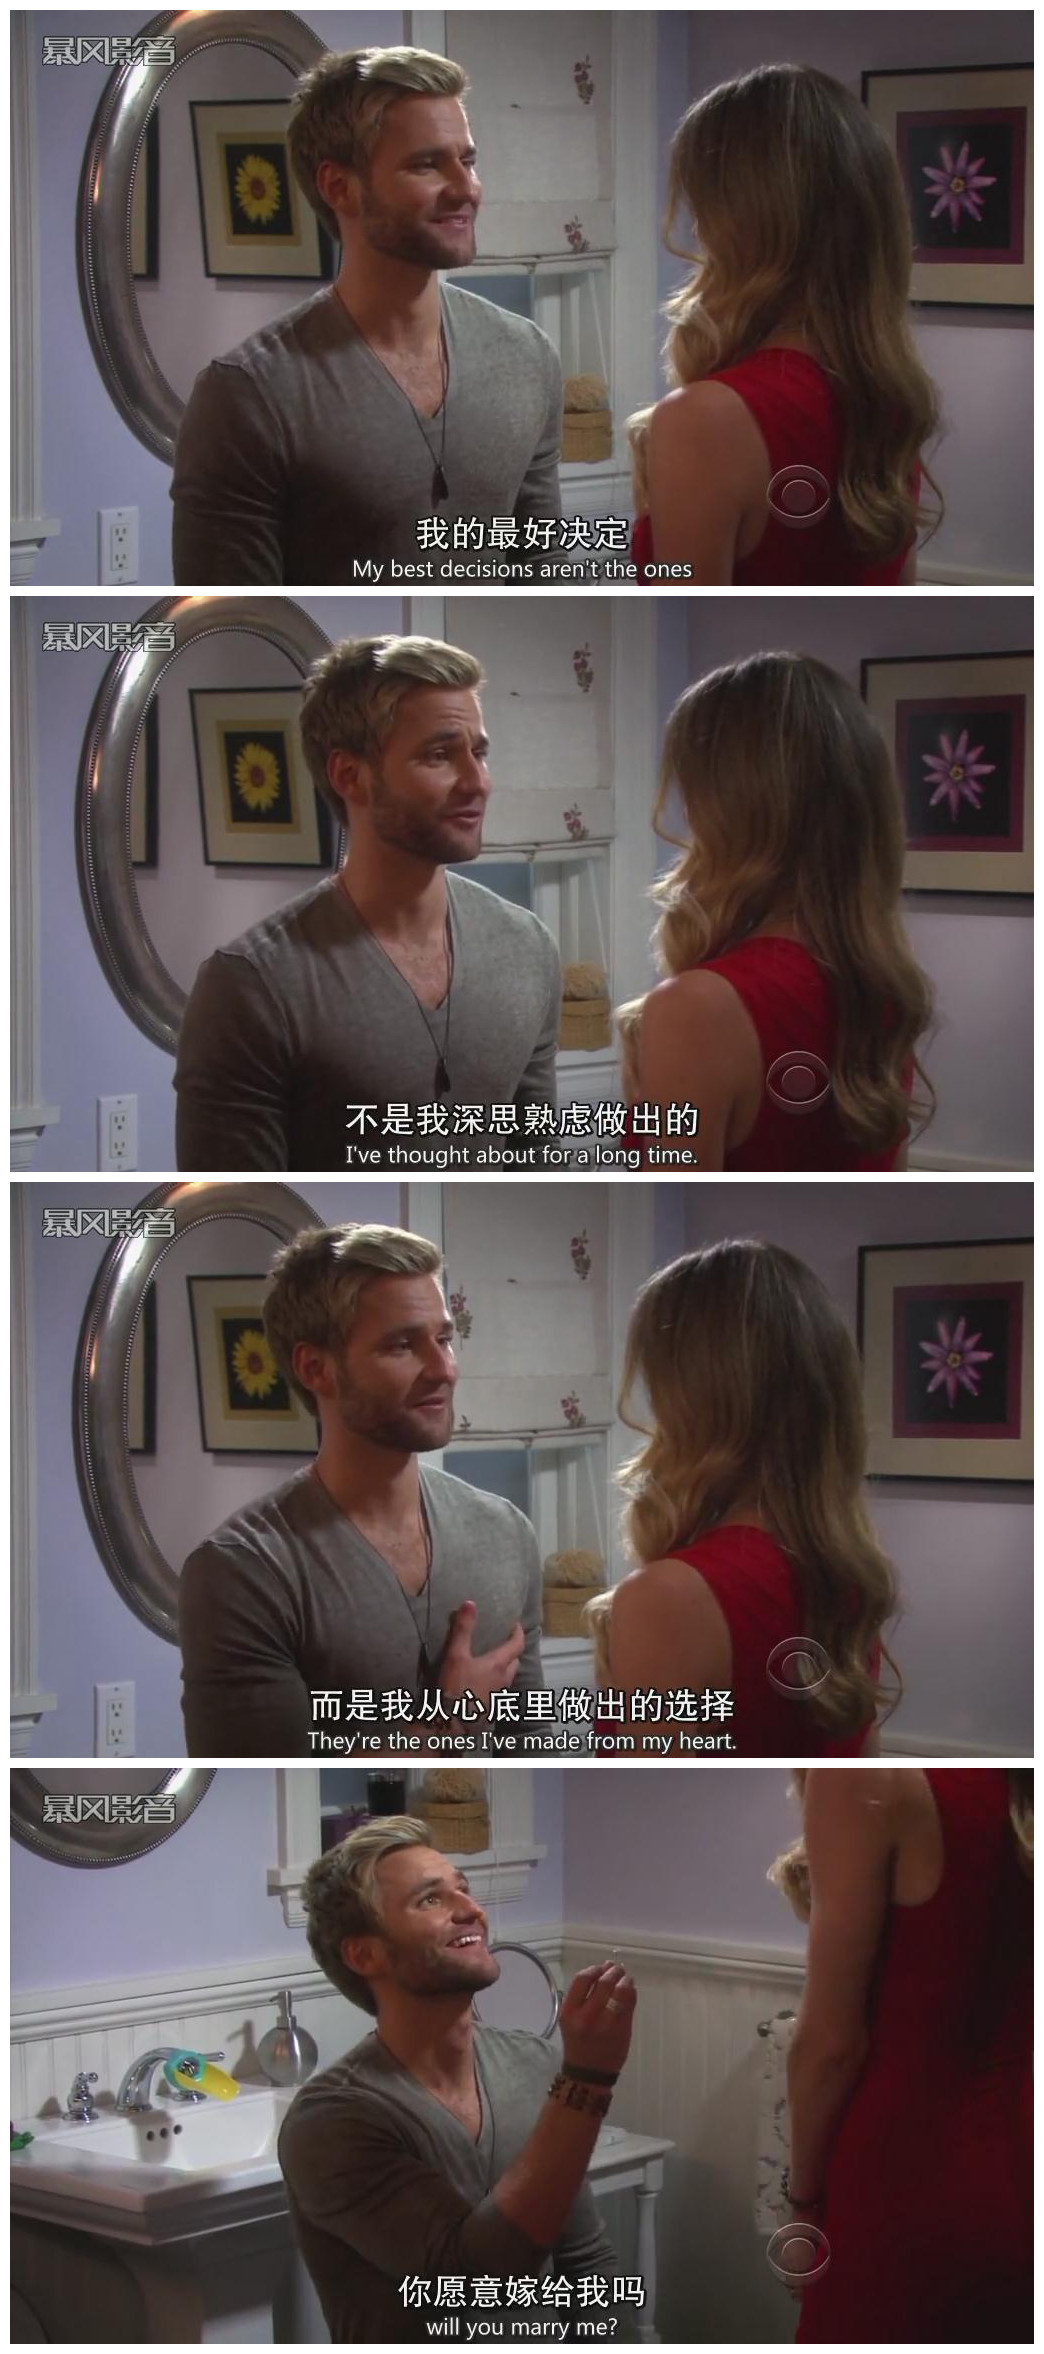 暴风影音
我的最好决定
My best decisions aren't the ones
暴风影音
不是我深思熟虑做出的
I've thought about for a long time.
暴风影音
而是我从心底里做出的选择
They're the ones I've made from my heart.
暴风影音
你愿意嫁给我吗
will you marry me?